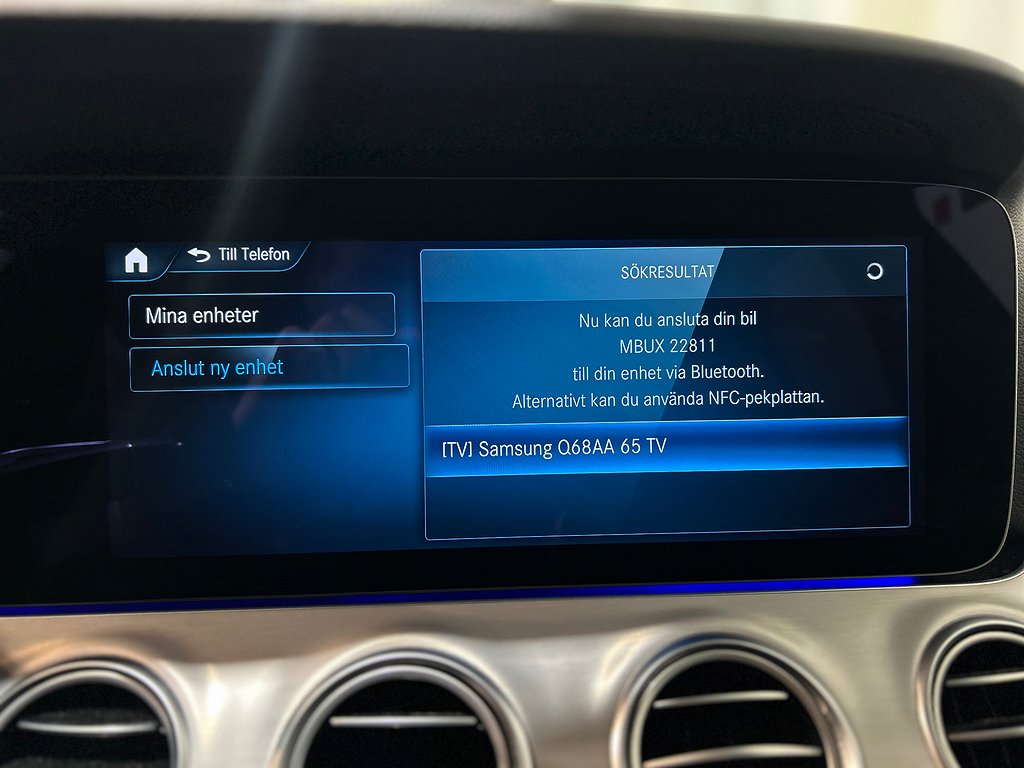 Till Telefon
Mina enheter
Anslut ny enhet
SÖKRESULTAT
Nu kan du ansluta din bil
MBUX 22811
till din enhet via Bluetooth.
Alternativt kan du använda NFC-pekplattan.
[TV] Samsung Q68AA 65 TV